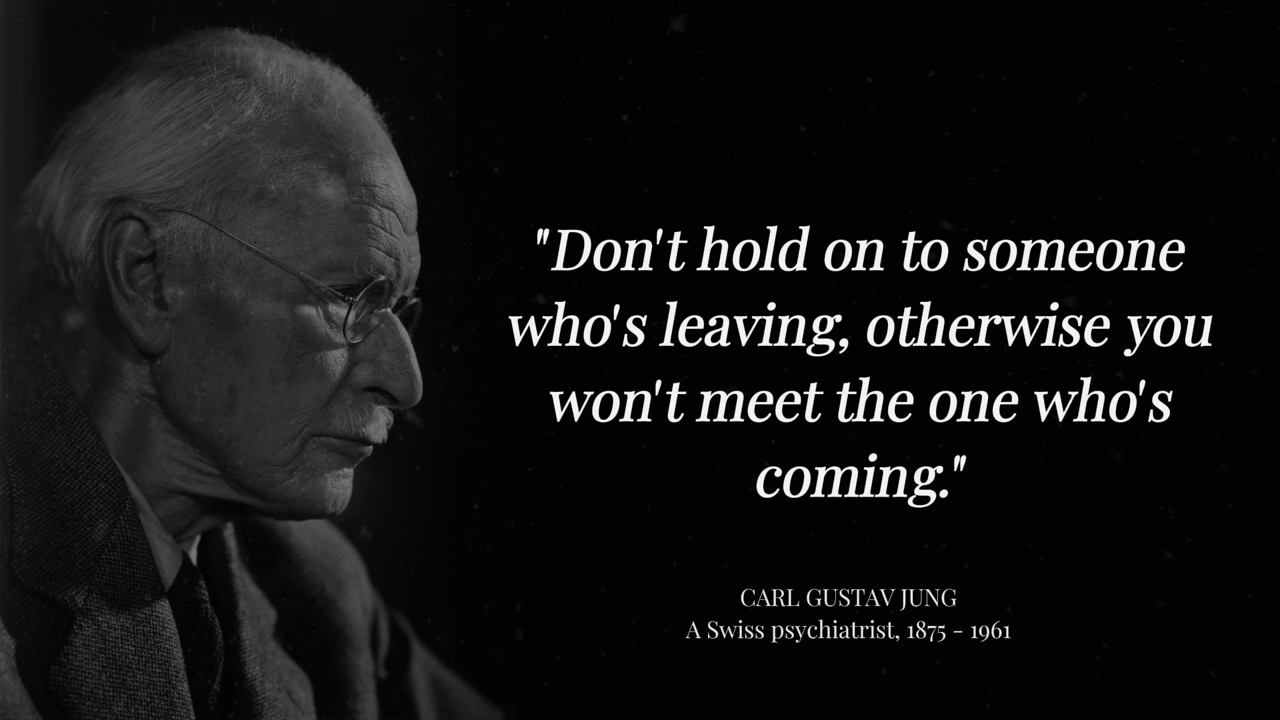 "Don't hold on to someone
who's leaving, otherwise you
won't meet the one who's
coming."
CARL GUSTAV JUNG
A Swiss psychiatrist, 1875 - 1961